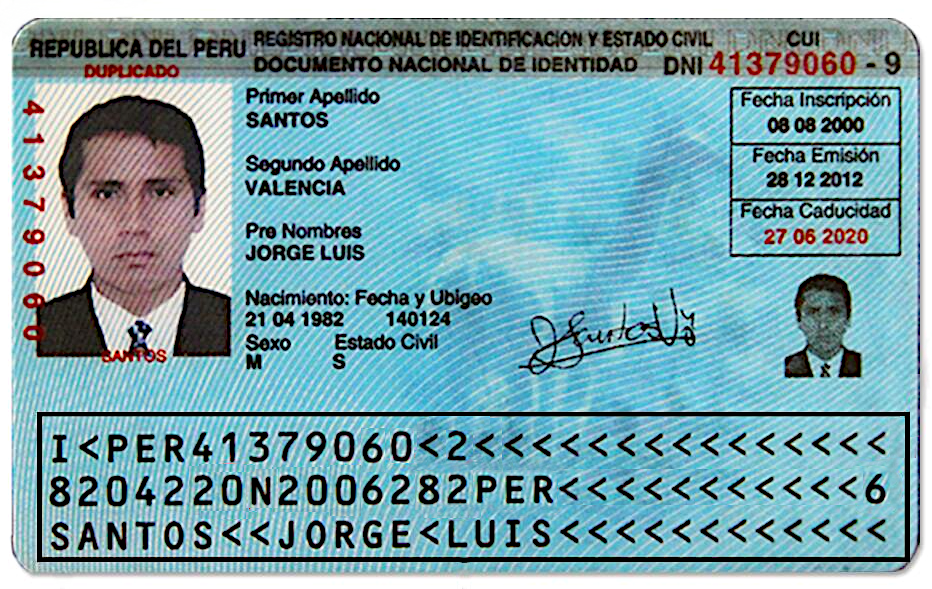 REPUBLICA DEL PERU
DUPLICADO
REGISTRO NACIONAL DE IDENTIFICACION Y ESTADO CIVIL
DOCUMENTO NACIONAL DE IDENTIDAD
CUI
DNI 41379060 - 9
41379060
SANTOS
Primer Apellido
SANTOS
Segundo Apellido
VALENCIA
Pre Nombres
JORGE LUIS
Nacimiento: Fecha y Ubigeo
21 04 1982 140124
Sexo Estado Civil
M S
Fecha Inscripción
08 08 2000
Fecha Emisión
28 12 2012
Fecha Caducidad
27 06 2020
I<PER41379060<2<<<<<<<<<<<<<<<
8204220N2006282PER<<<<<<<<<<<6
SANTOS<<JORGE<LUIS<<<<<<<<<<<<